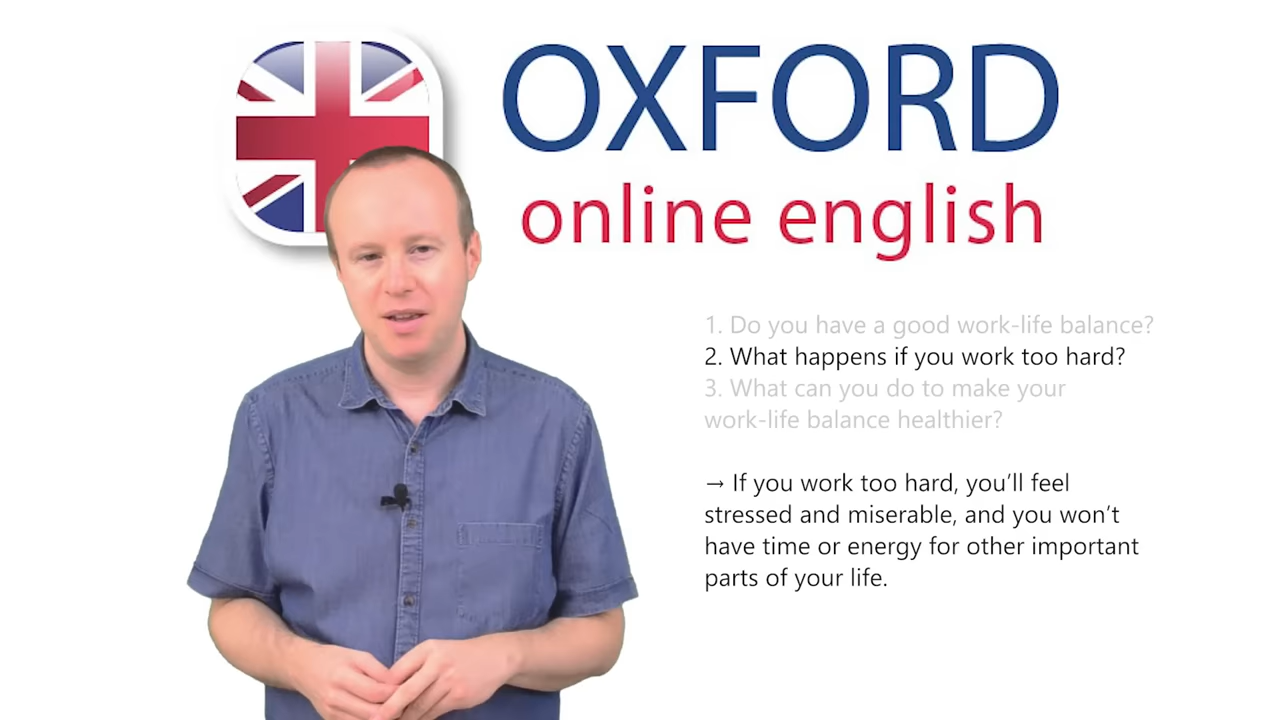 OXFORD
online english
1. Do you have a good work-life balance?
2. What happens if you work too hard?
3. What can you do to make your
work-life balance healthier?
→ If you work too hard, you'll feel
stressed and miserable, and you won't
have time or energy for other important
parts of your life.